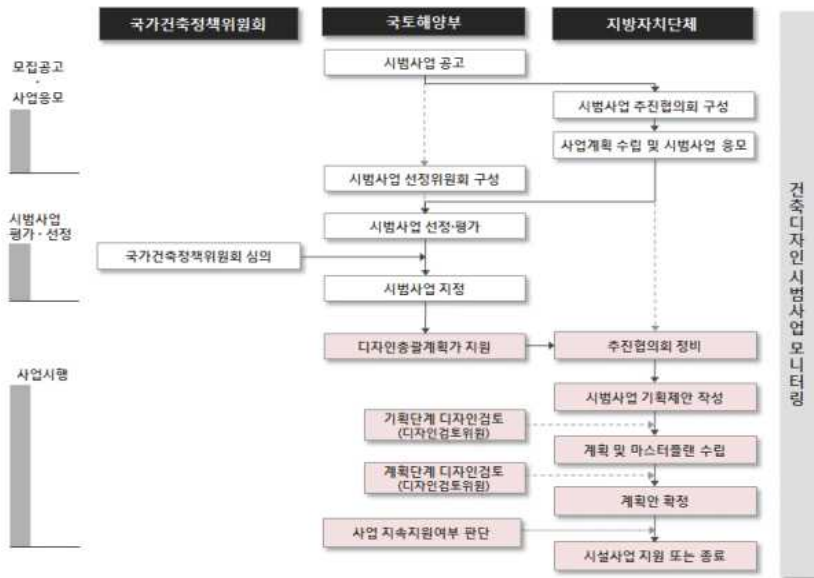 국가건축정책위원회
국토해양부
지방자치단체
모집공고
·
사업응모
시범사업 공고
시범사업 추진협의회 구성
사업계획 수립 및 시범사업 응모
시범사업 선정위원회 구성
시범사업
평가·선정
시범사업 선정·평가
국가건축정책위원회 심의
시범사업 지정
사업시행
디자인총괄계획가 지원
추진협의회 정비
시범사업 기획제안 작성
기획단계 디자인검토
(디자인검토위원)
계획 및 마스터플랜 수립
계획단계 디자인검토
(디자인검토위원)
계획안 확정
사업 지속지원여부 판단
시설사업 지원 또는 종료
건축디자인 시범사업 모니터링